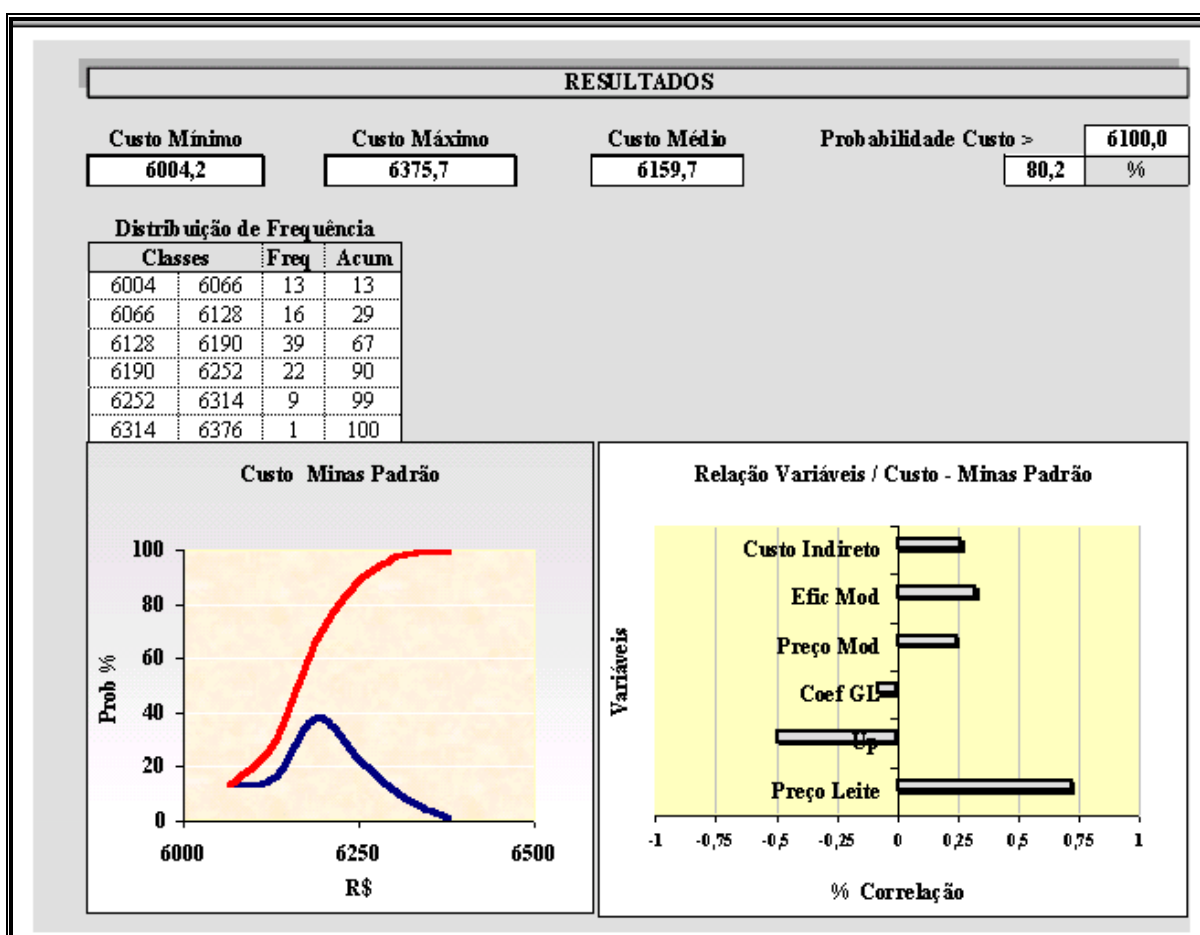 RESULTADOS
Custo Mínimo Custo Máximo Custo Médio Probabilidade Custo > 6100,0
6004,2 6375,7 6159,7 80,2 %
Distribuição de Frequência
Classes Freq Acum
6004 6066 13 13
6066 6128 16 29
6128 6190 39 67
6190 6252 22 90
6252 6314 9 99
6314 6376 1 100
Custo Minas Padrão
100
80
60
40
20
0
Prob %
6000 6250 6500
R$
Relação Variáveis / Custo - Minas Padrão
Variáveis
Custo Indireto
Efic Mod
Preço Mod
Coef GL
Up
Preço Leite
-1 -0,75 -0,5 -0,25 0 0,25 0,5 0,75 1
% Correlação